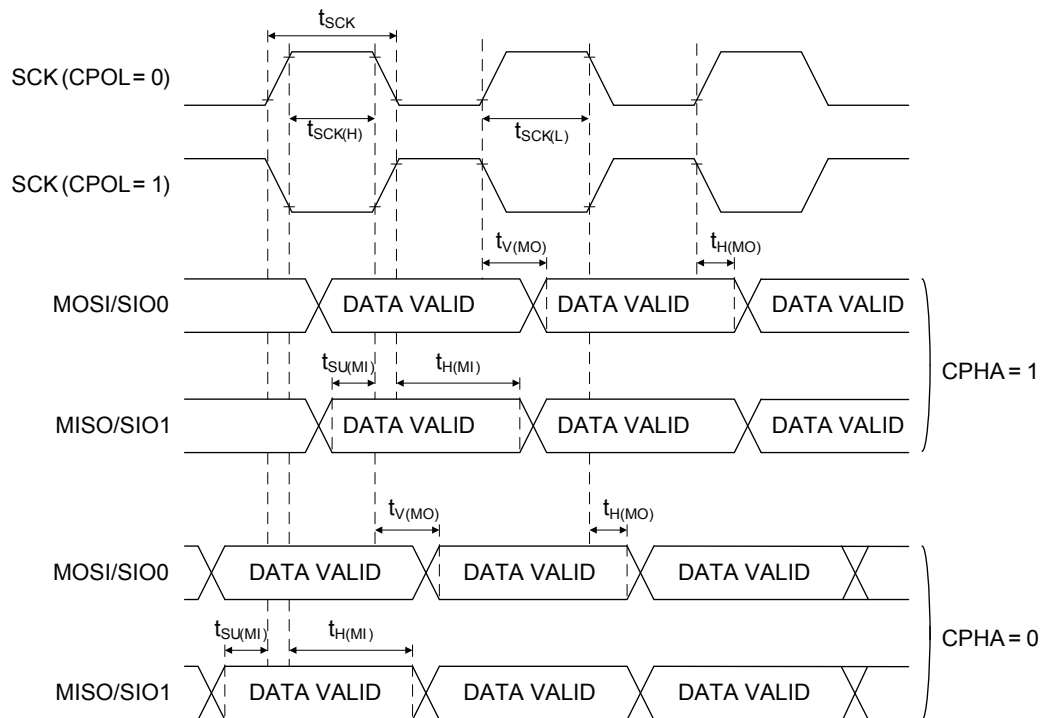 tSCK
SCK (CPOL = 0)
tSCK(H)
tSCK(L)
SCK (CPOL = 1)
tV(MO)
tH(MO)
MOSI/SIO0
DATA VALID
DATA VALID
DATA VALID
tSU(MI)
tH(MI)
CPHA = 1
MISO/SIO1
DATA VALID
DATA VALID
DATA VALID
tV(MO)
tH(MO)
MOSI/SIO0
DATA VALID
DATA VALID
DATA VALID
tSU(MI)
tH(MI)
CPHA = 0
MISO/SIO1
DATA VALID
DATA VALID
DATA VALID